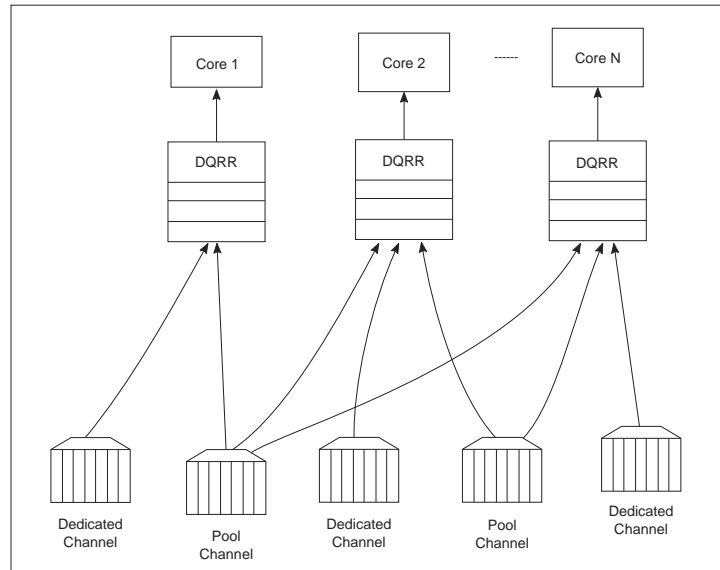 Core 1
Core 2
------
Core N
DQRR
DQRR
DQRR
Dedicated
Channel
Pool
Channel
Dedicated
Channel
Pool
Channel
Dedicated
Channel